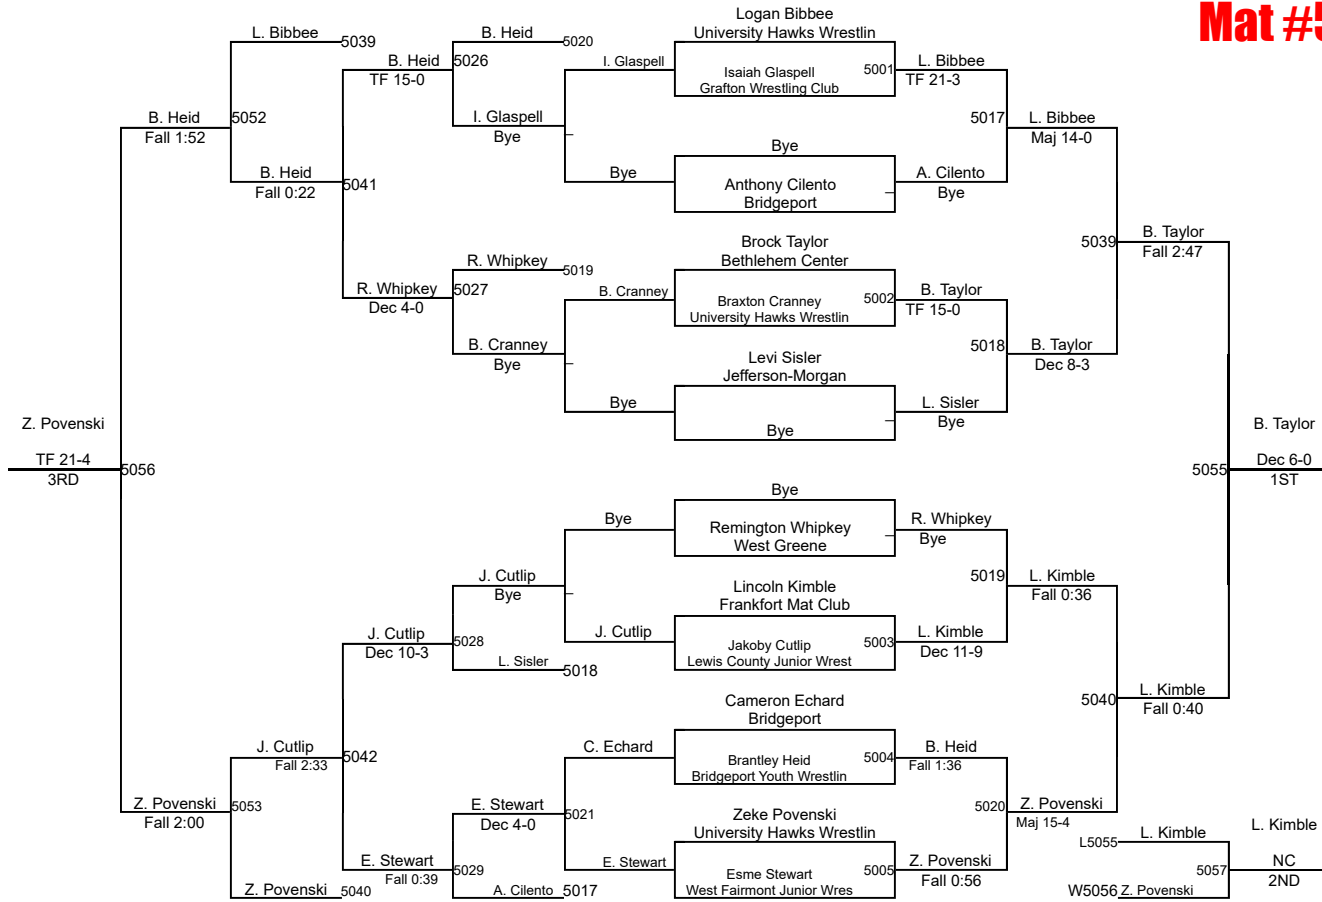 Mat #5
Logan Bibbee
University Hawks Wrestlin
L. Bibbee
5039
B. Heid
5020
B. Heid
TF 15-0
5026
I. Glaspell
Isaiah Glaspell
Grafton Wrestling Club
5001
L. Bibbee
TF 21-3
B. Heid
Fall 1:52
5052
I. Glaspell
Bye
5017
L. Bibbee
Maj 14-0
Bye
B. Heid
Fall 0:22
5041
Bye
Anthony Cilento
Bridgeport
A. Cilento
Bye
Brock Taylor
Bethlehem Center
5039
B. Taylor
Fall 2:47
R. Whipkey
5019
R. Whipkey
Dec 4-0
5027
B. Cranney
Braxton Cranney
University Hawks Wrestlin
5002
B. Taylor
TF 15-0
B. Cranney
Bye
5018
B. Taylor
Dec 8-3
Levi Sisler
Jefferson-Morgan
Bye
Bye
L. Sisler
Bye
Z. Povenski
TF 21-4
3RD
5056
B. Taylor
5055
Dec 6-0
1ST
Bye
Bye
Remington Whipkey
West Greene
R. Whipkey
Bye
J. Cutlip
Bye
5019
L. Kimble
Fall 0:36
Lincoln Kimble
Frankfort Mat Club
J. Cutlip
Dec 10-3
5028
J. Cutlip
Jakoby Cutlip
Lewis County Junior Wrest
5003
L. Kimble
Dec 11-9
L. Sisler
5018
5040
L. Kimble
Fall 0:40
Cameron Echard
Bridgeport
J. Cutlip
Fall 2:33
5042
C. Echard
Brantley Heid
Bridgeport Youth Wrestlin
5004
B. Heid
Fall 1:36
Z. Povenski
Fall 2:00
5053
E. Stewart
Dec 4-0
5021
5020
Z. Povenski
Maj 15-4
Zeke Povenski
University Hawks Wrestlin
L5055
L. Kimble
L. Kimble
E. Stewart
Fall 0:39
5029
E. Stewart
Esme Stewart
West Fairmont Junior Wres
5005
Z. Povenski
Fall 0:56
5057
NC
2ND
Z. Povenski
5040
A. Cilento
5017
W5056
Z. Povenski